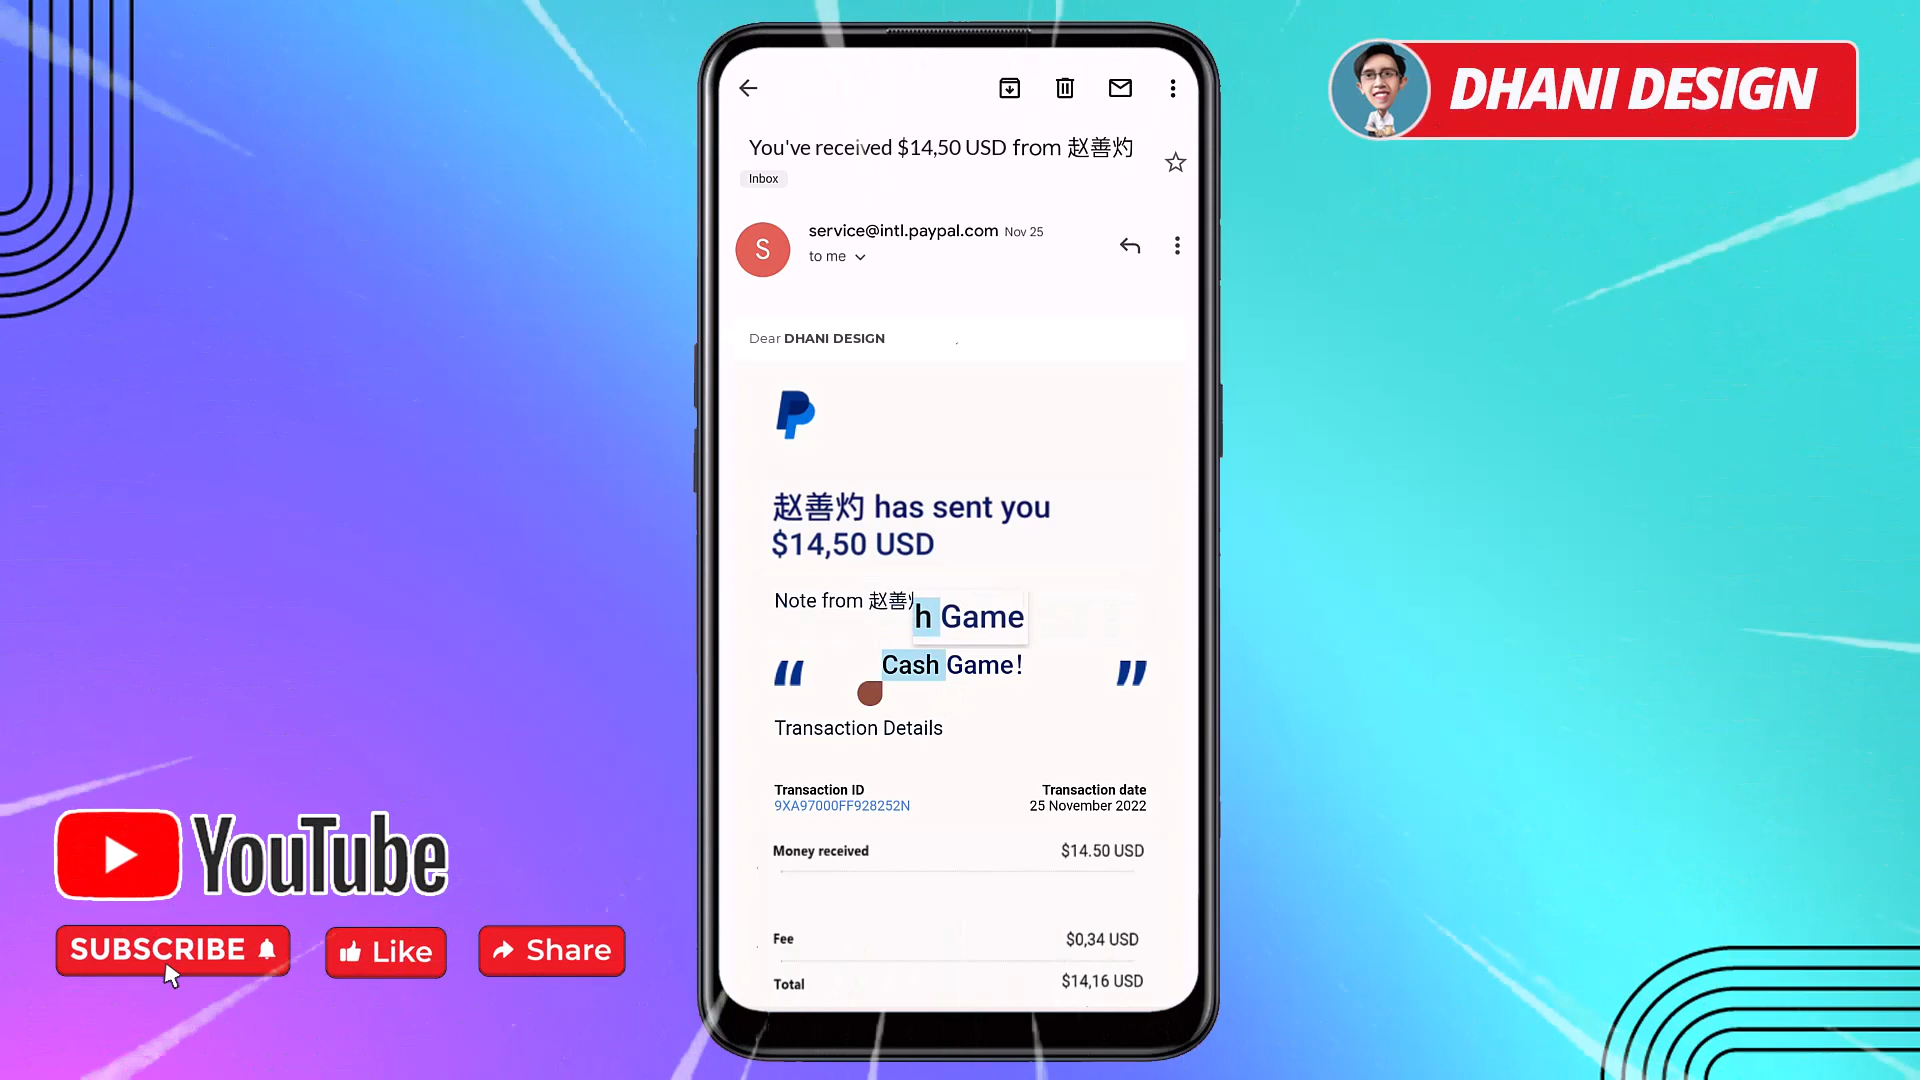 DHANI DESIGN
You've received $14,50 USD from 赵善灼
Inbox
S
service@intl.paypal.com Nov 25
to me
Dear DHANI DESIGN
赵善灼 has sent you
$14,50 USD
Note from 赵善灼
h Game
“ Cash Game! ”
Transaction Details
Transaction ID
Transaction date
9XA97000FF928252N
25 November 2022
Money received
$14.50 USD
Fee
$0,34 USD
Total
$14,16 USD
YouTube
SUBSCRIBE
Like
Share